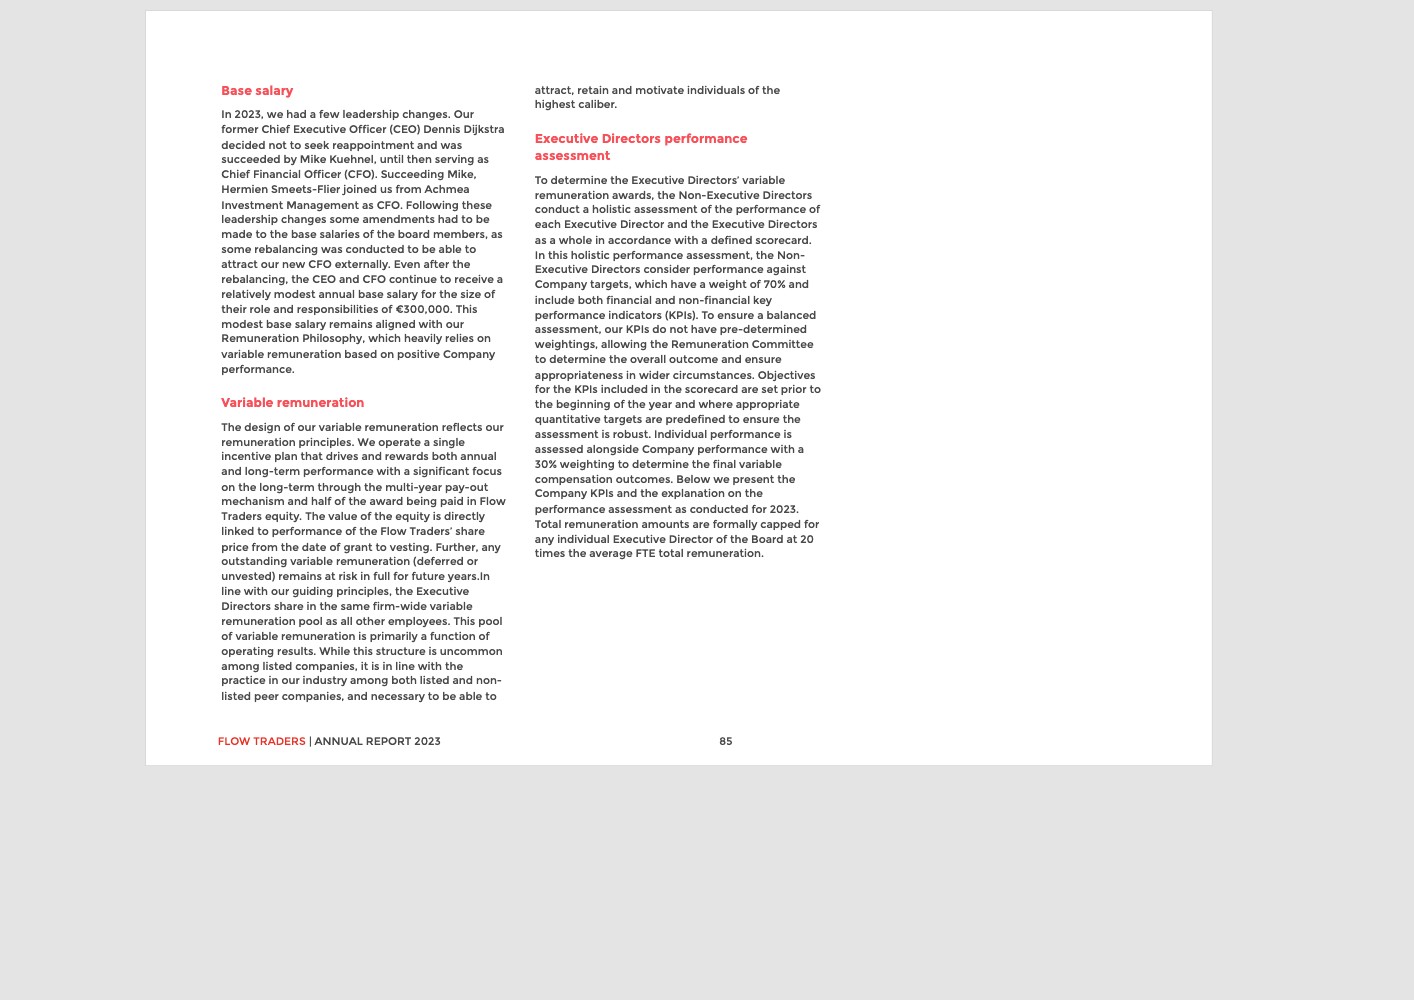 Base salary
In 2023, we had a few leadership changes. Our
former Chief Executive Officer (CEO) Dennis Dijkstra
decided not to seek reappointment and was
succeeded by Mike Kuehnel, until then serving as
Chief Financial Officer (CFO). Succeeding Mike,
Hermien Smeets-Flier joined us from Achmea
Investment Management as CFO. Following these
leadership changes some amendments had to be
made to the base salaries of the board members, as
some rebalancing was conducted to be able to
attract our new CFO externally. Even after the
rebalancing, the CEO and CFO continue to receive a
relatively modest annual base salary for the size of
their role and responsibilities of €300,000. This
modest base salary remains aligned with our
Remuneration Philosophy, which heavily relies on
variable remuneration based on positive Company
performance.
Variable remuneration
The design of our variable remuneration reflects our
remuneration principles. We operate a single
incentive plan that drives and rewards both annual
and long-term performance with a significant focus
on the long-term through the multi-year pay-out
mechanism and half of the award being paid in Flow
Traders equity. The value of the equity is directly
linked to performance of the Flow Traders' share
price from the date of grant to vesting. Further, any
outstanding variable remuneration (deferred or
unvested) remains at risk in full for future years.In
line with our guiding principles, the Executive
Directors share in the same firm-wide variable
remuneration pool as all other employees. This pool
of variable remuneration is primarily a function of
operating results. While this structure is uncommon
among listed companies, it is in line with the
practice in our industry among both listed and non-
listed peer companies, and necessary to be able to
attract, retain and motivate individuals of the
highest caliber.
Executive Directors performance
assessment
To determine the Executive Directors' variable
remuneration awards, the Non-Executive Directors
conduct a holistic assessment of the performance of
each Executive Director and the Executive Directors
as a whole in accordance with a defined scorecard.
In this holistic performance assessment, the Non-
Executive Directors consider performance against
Company targets, which have a weight of 70% and
include both financial and non-financial key
performance indicators (KPIs). To ensure a balanced
assessment, our KPIs do not have pre-determined
weightings, allowing the Remuneration Committee
to determine the overall outcome and ensure
appropriateness in wider circumstances. Objectives
for the KPIs included in the scorecard are set prior to
the beginning of the year and where appropriate
quantitative targets are predefined to ensure the
assessment is robust. Individual performance is
assessed alongside Company performance with a
30% weighting to determine the final variable
compensation outcomes. Below we present the
Company KPIs and the explanation on the
performance assessment as conducted for 2023.
Total remuneration amounts are formally capped for
any individual Executive Director of the Board at 20
times the average FTE total remuneration.
FLOW TRADERS | ANNUAL REPORT 2023
85